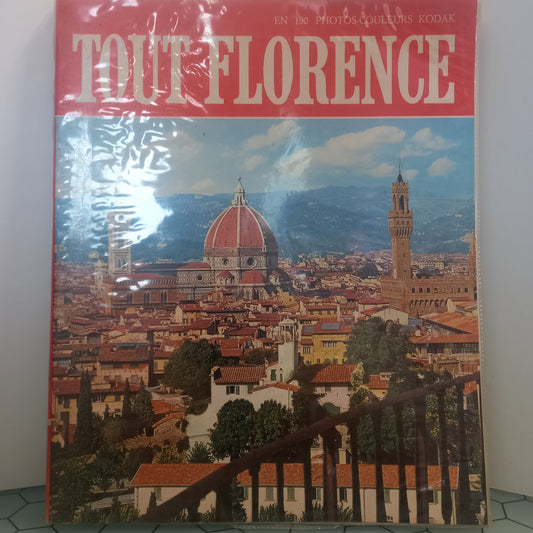 EN 190 PHOTOS-COULEURS KODAK
TOUT FLORENCE